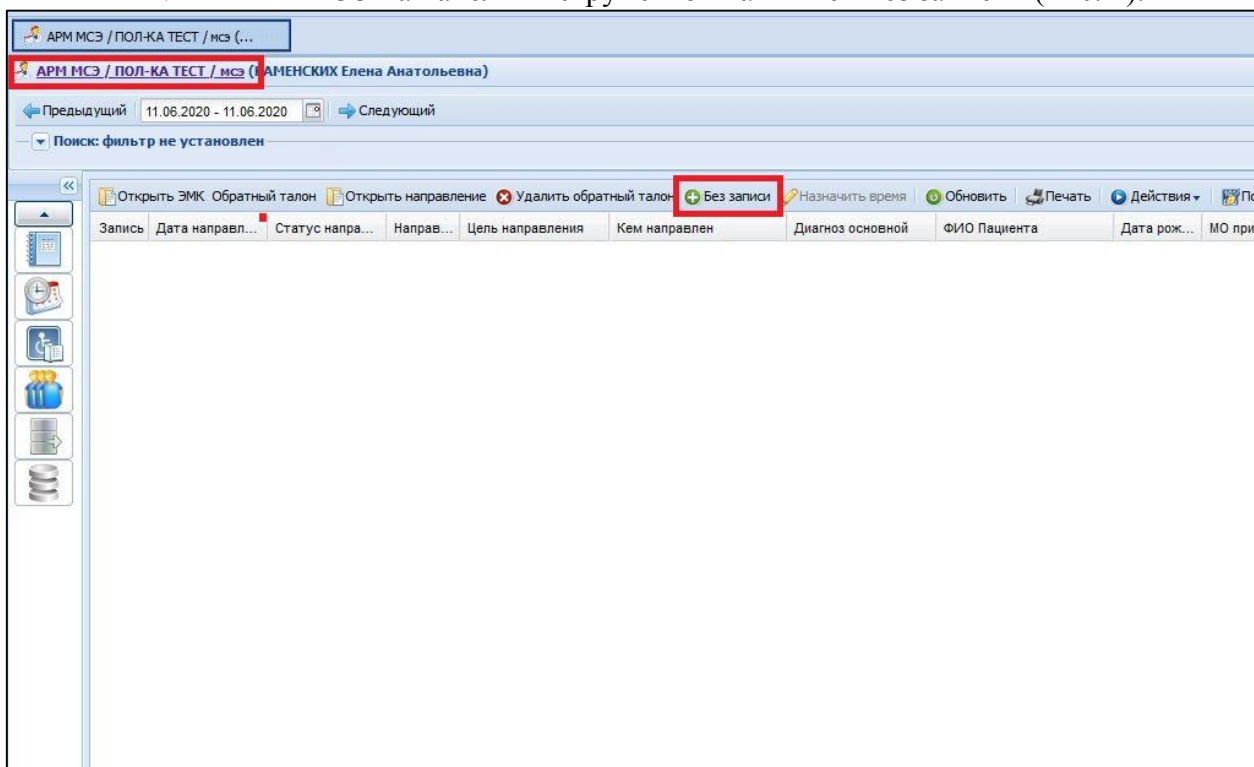 АРМ МСЭ / ПОЛ-КА ТЕСТ / мсэ (...
АРМ МСЭ / ПОЛ-КА ТЕСТ / мсэ (КАМЕНСКИХ Елена Анатольевна)
Предыдущий 11.06.2020 - 11.06.2020 Следующий
Поиск: фильтр не установлен
Открыть ЭМК Обратный талон Открыть направление Удалить обратный талон Без записи Назначить время Обновить Печать Действия
Запись Дата направл... Статус напра... Направ... Цель направления Кем направлен Диагноз основной ФИО Пациента Дата рож... МО при